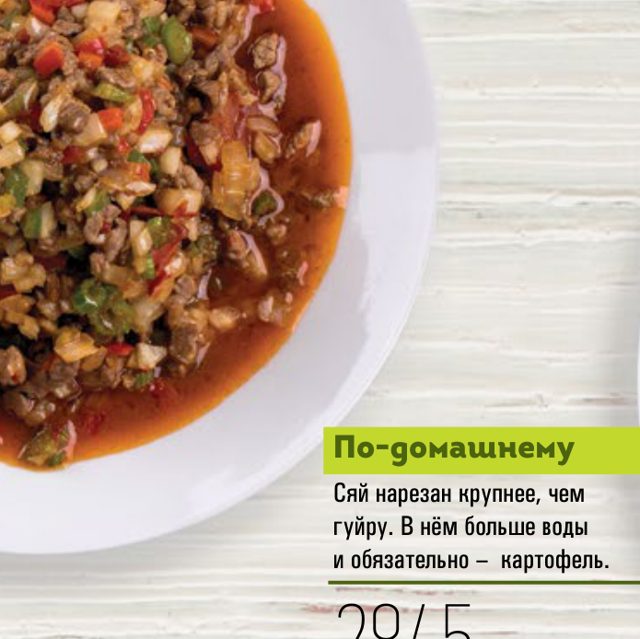 По-домашнему
Сяй нарезан крупнее, чем
гуйру. В нём больше воды
и обязательно – картофель.